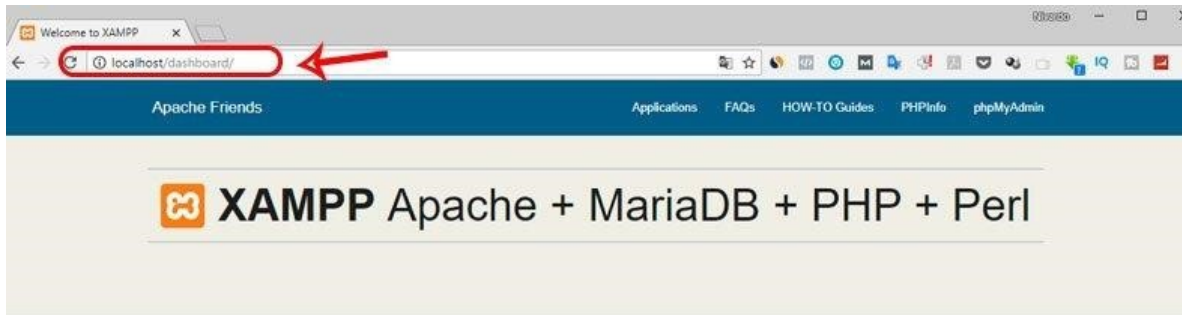 Welcome to XAMPP
localhost/dashboard/
Apache Friends
Applications FAQs HOW-TO Guides PHPInfo phpMyAdmin
XAMPP Apache + MariaDB + PHP + Perl